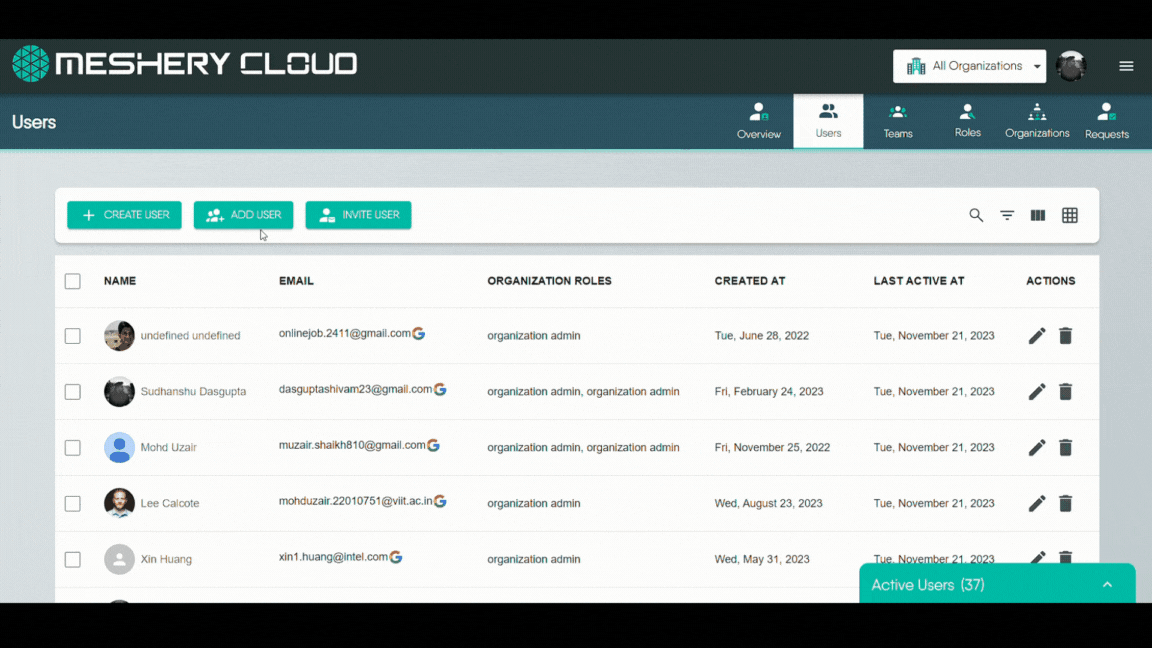 MESHERY CLOUD
All Organizations
Users
Overview
Users
Teams
Roles
Organizations
Requests
CREATE USER
ADD USER
INVITE USER
NAME EMAIL ORGANIZATION ROLES CREATED AT LAST ACTIVE AT ACTIONS
undefined undefined onlinejob.2411@gmail.com organization admin Tue, June 28, 2022 Tue, November 21, 2023
Sudhanshu Dasgupta dasguptashivam23@gmail.com organization admin, organization admin Fri, February 24, 2023 Tue, November 21, 2023
Mohd Uzair muzair.shaikh810@gmail.com organization admin, organization admin Fri, November 25, 2022 Tue, November 21, 2023
Lee Calcote mohduzair.22010751@viit.ac.in organization admin Wed, August 23, 2023 Tue, November 21, 2023
Xin Huang xin1.huang@intel.com organization admin Wed, May 31, 2023 Tue, November 21, 2023
Active Users (37)